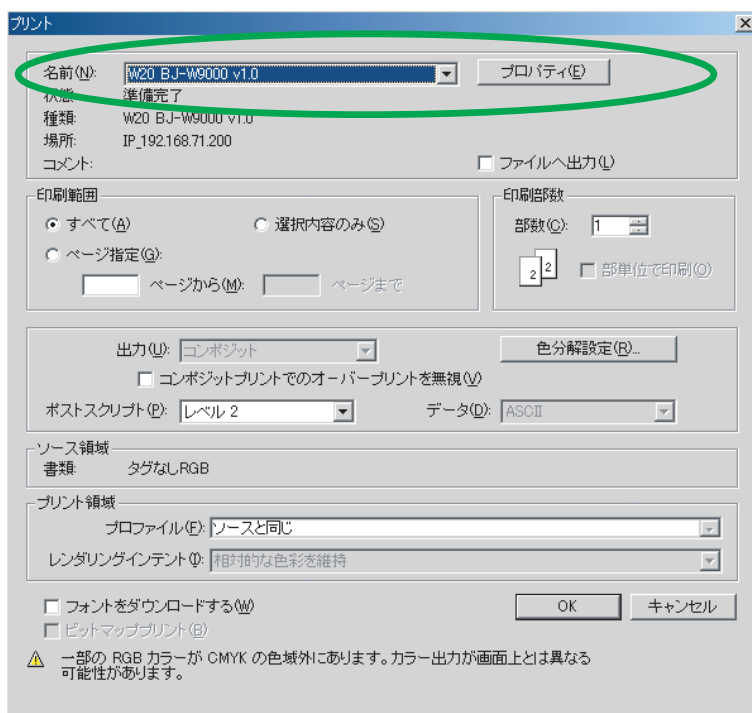 プリント
名前(N): W20 BJ-W9000 v1.0 プロパティ(E)
状態: 準備完了
種類: W20 BJ-W9000 v1.0
場所: IP_192.168.71.200
コメント: ファイルへ出力(L)
印刷範囲 印刷部数
すべて(A) 選択内容のみ(S) 部数(C): 1
ページ指定(G):
ページから(M): ページまで 2 2 部単位で印刷(O)
出力(U): コンポジット 色分解設定(R)...
コンポジットプリントでのオーバープリントを無視(V)
ポストスクリプト(P): レベル 2 データ(D): ASCII
ソース領域
書類: タグなしRGB
プリント領域
プロファイル(F): ソースと同じ
レンダリングインテント(I): 相対的な色彩を維持
フォントをダウンロードする(W) OK キャンセル
ビットマッププリント(B)
一部の RGB カラーが CMYK の色域外にあります。カラー出力が画面上とは異なる
可能性があります。